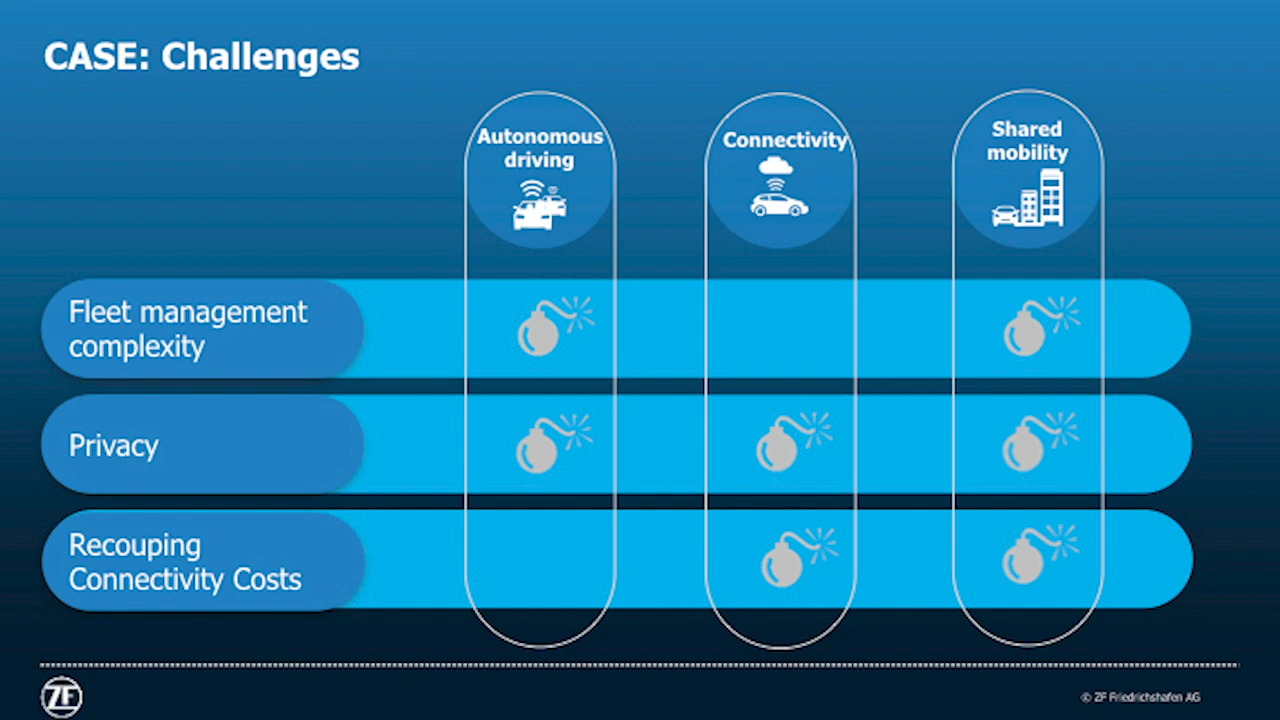 CASE: Challenges
Autonomous
driving
Connectivity
Shared
mobility
Fleet management
complexity
Privacy
Recouping
Connectivity Costs
ZF
© ZF Friedrichshafen AG